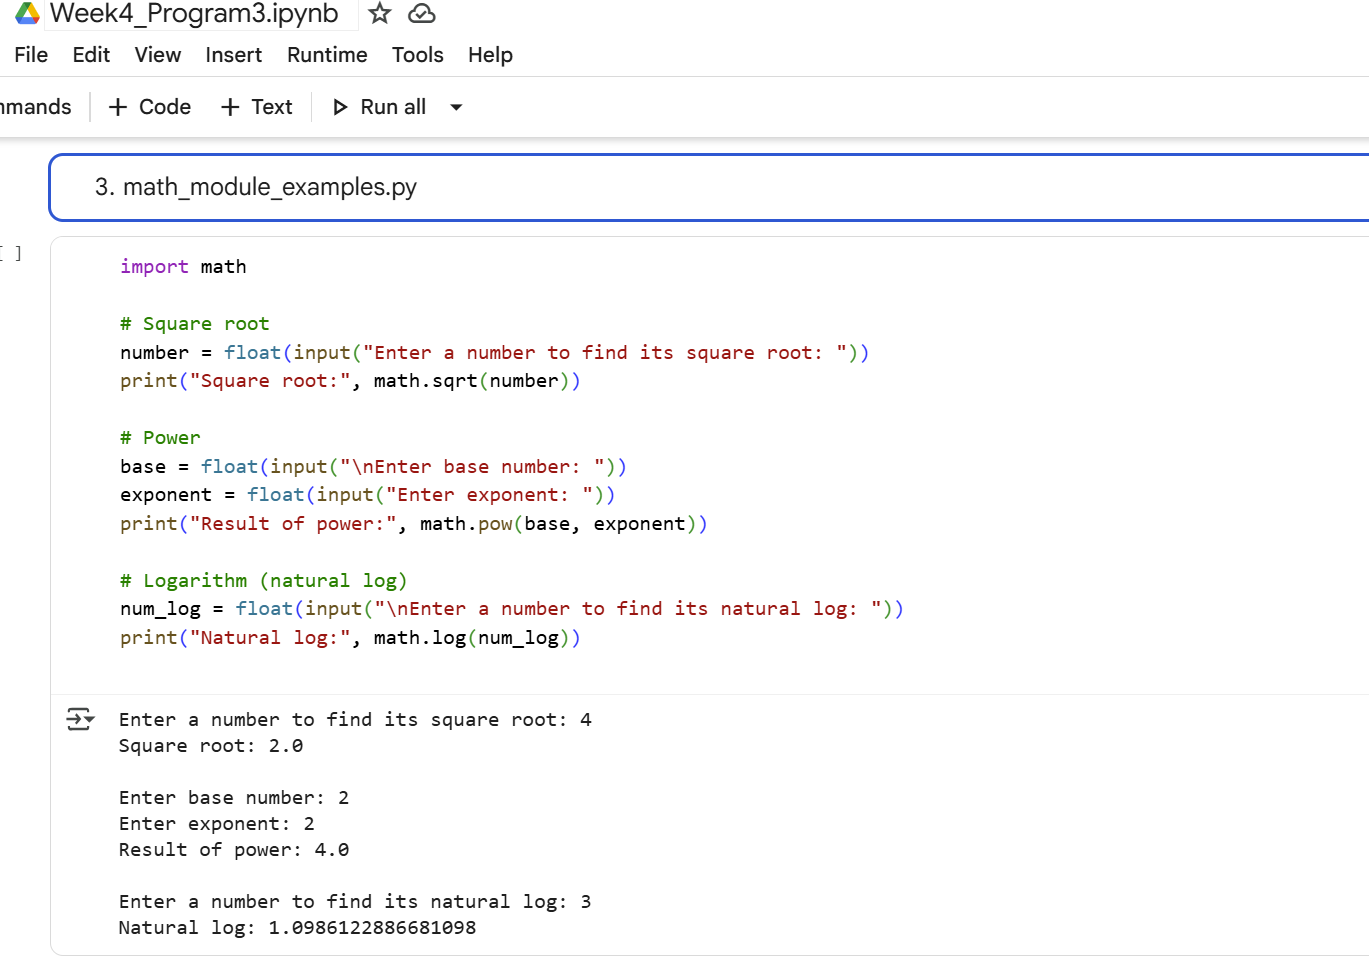 Week4_Program3.ipynb
File Edit View Insert Runtime Tools Help
+ Code + Text Run all
3. math_module_examples.py
[ ]
import math
# Square root
number = float(input("Enter a number to find its square root: "))
print("Square root:", math.sqrt(number))
# Power
base = float(input("\nEnter base number: "))
exponent = float(input("Enter exponent: "))
print("Result of power:", math.pow(base, exponent))
# Logarithm (natural log)
num_log = float(input("\nEnter a number to find its natural log: "))
print("Natural log:", math.log(num_log))
Enter a number to find its square root: 4
Square root: 2.0
Enter base number: 2
Enter exponent: 2
Result of power: 4.0
Enter a number to find its natural log: 3
Natural log: 1.0986122886681098